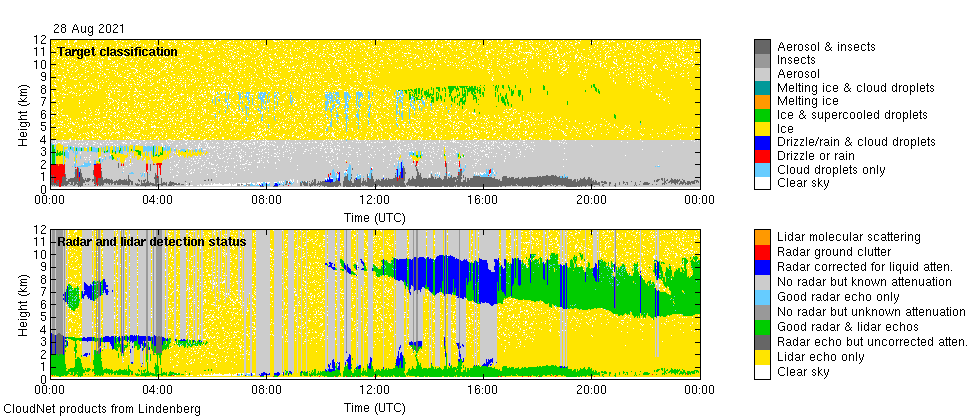 28 Aug 2021
Target classification
12
11
10
9
8
7
6
5
4
3
2
1
0
Height (km)
00:00 04:00 08:00 12:00 16:00 20:00 00:00
Time (UTC)
Aerosol & insects
Insects
Aerosol
Melting ice & cloud droplets
Melting ice
Ice & supercooled droplets
Ice
Drizzle/rain & cloud droplets
Drizzle or rain
Cloud droplets only
Clear sky
Radar and lidar detection status
12
11
10
9
8
7
6
5
4
3
2
1
0
Height (km)
00:00 04:00 08:00 12:00 16:00 20:00 00:00
Time (UTC)
Lidar molecular scattering
Radar ground clutter
Radar corrected for liquid atten.
No radar but known attenuation
Good radar echo only
No radar but unknown attenuation
Good radar & lidar echos
Radar echo but uncorrected atten.
Lidar echo only
Clear sky
CloudNet products from Lindenberg